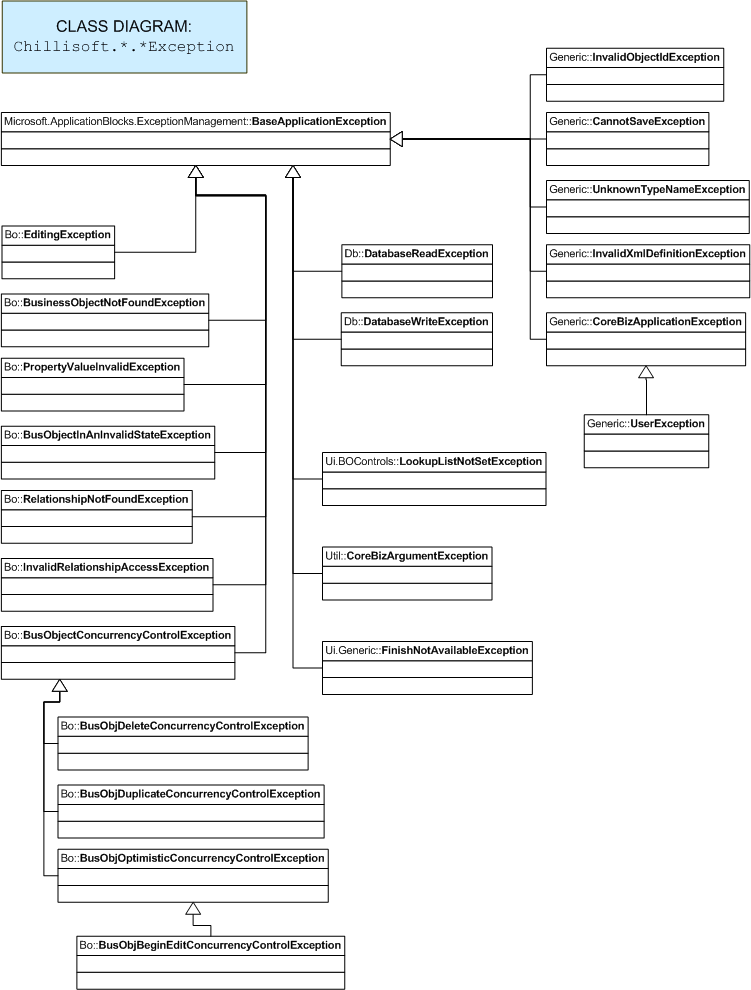 CLASS DIAGRAM:
Chillisoft.*.*Exception
Microsoft.ApplicationBlocks.ExceptionManagement::BaseApplicationException
Bo::EditingException
Bo::BusinessObjectNotFoundException
Bo::PropertyValueInvalidException
Bo::BusObjectInAnInvalidStateException
Bo::RelationshipNotFoundException
Bo::InvalidRelationshipAccessException
Bo::BusObjectConcurrencyControlException
Bo::BusObjDeleteConcurrencyControlException
Bo::BusObjDuplicateConcurrencyControlException
Bo::BusObjOptimisticConcurrencyControlException
Bo::BusObjBeginEditConcurrencyControlException
Db::DatabaseReadException
Db::DatabaseWriteException
Ui.BOControls::LookupListNotSetException
Util::CoreBizArgumentException
Ui.Generic::FinishNotAvailableException
Generic::InvalidObjectIdException
Generic::CannotSaveException
Generic::UnknownTypeNameException
Generic::InvalidXmlDefinitionException
Generic::CoreBizApplicationException
Generic::UserException